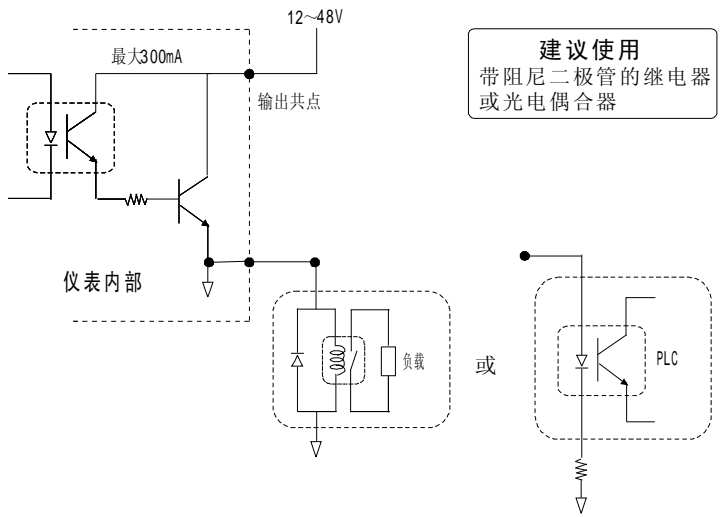 12～48V
最大300mA
输出共点
建议使用
带阻尼二极管的继电器
或光电偶合器
仪表内部
负载
或
PLC